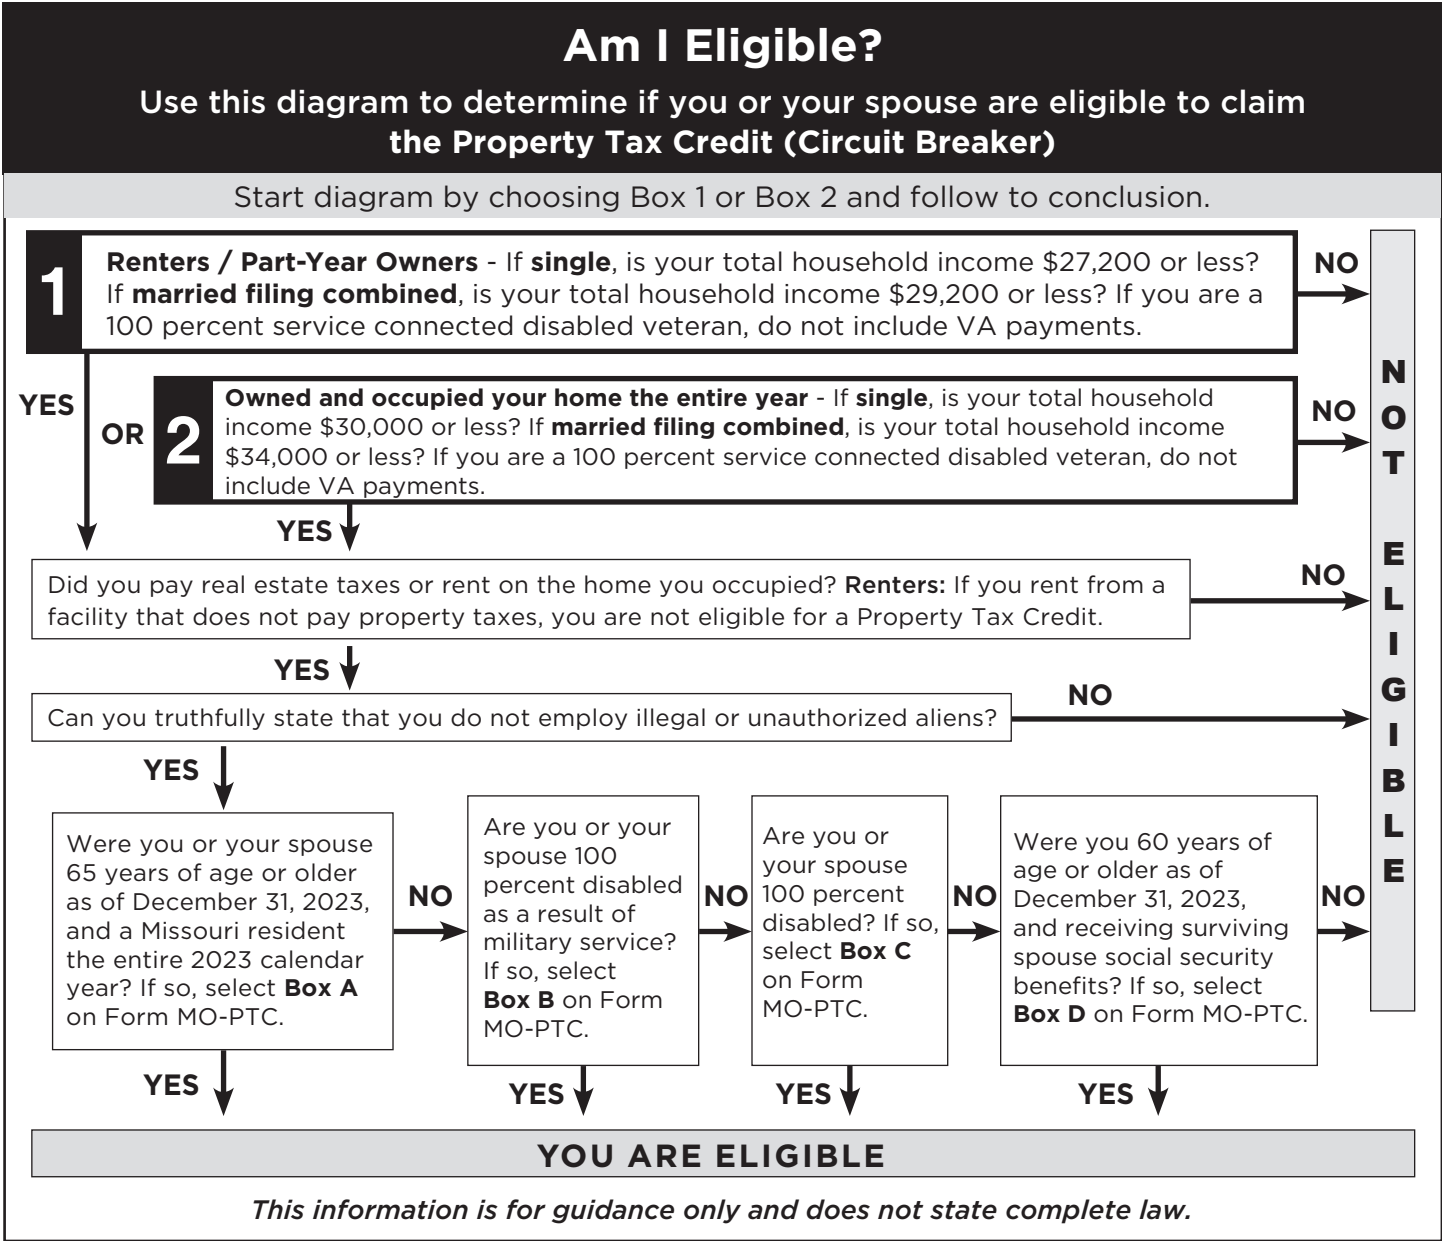 Am I Eligible?
Use this diagram to determine if you or your spouse are eligible to claim
the Property Tax Credit (Circuit Breaker)
Start diagram by choosing Box 1 or Box 2 and follow to conclusion.
1
Renters / Part-Year Owners - If single, is your total household income $27,200 or less?
If married filing combined, is your total household income $29,200 or less? If you are a
100 percent service connected disabled veteran, do not include VA payments.
NO
YES
OR
2
Owned and occupied your home the entire year - If single, is your total household
income $30,000 or less? If married filing combined, is your total household income
$34,000 or less? If you are a 100 percent service connected disabled veteran, do not
include VA payments.
NO
YES
Did you pay real estate taxes or rent on the home you occupied? Renters: If you rent from a
facility that does not pay property taxes, you are not eligible for a Property Tax Credit.
NO
YES
Can you truthfully state that you do not employ illegal or unauthorized aliens?
NO
YES
Were you or your spouse
65 years of age or older
as of December 31, 2023,
and a Missouri resident
the entire 2023 calendar
year? If so, select Box A
on Form MO-PTC.
NO
Are you or your
spouse 100
percent disabled
as a result of
military service?
If so, select
Box B on Form
MO-PTC.
NO
Are you or
your spouse
100 percent
disabled? If so,
select Box C
on Form
MO-PTC.
NO
Were you 60 years of
age or older as of
December 31, 2023,
and receiving surviving
spouse social security
benefits? If so, select
Box D on Form MO-PTC.
NO
NOT ELIGIBLE
YES
YES
YES
YES
YOU ARE ELIGIBLE
This information is for guidance only and does not state complete law.